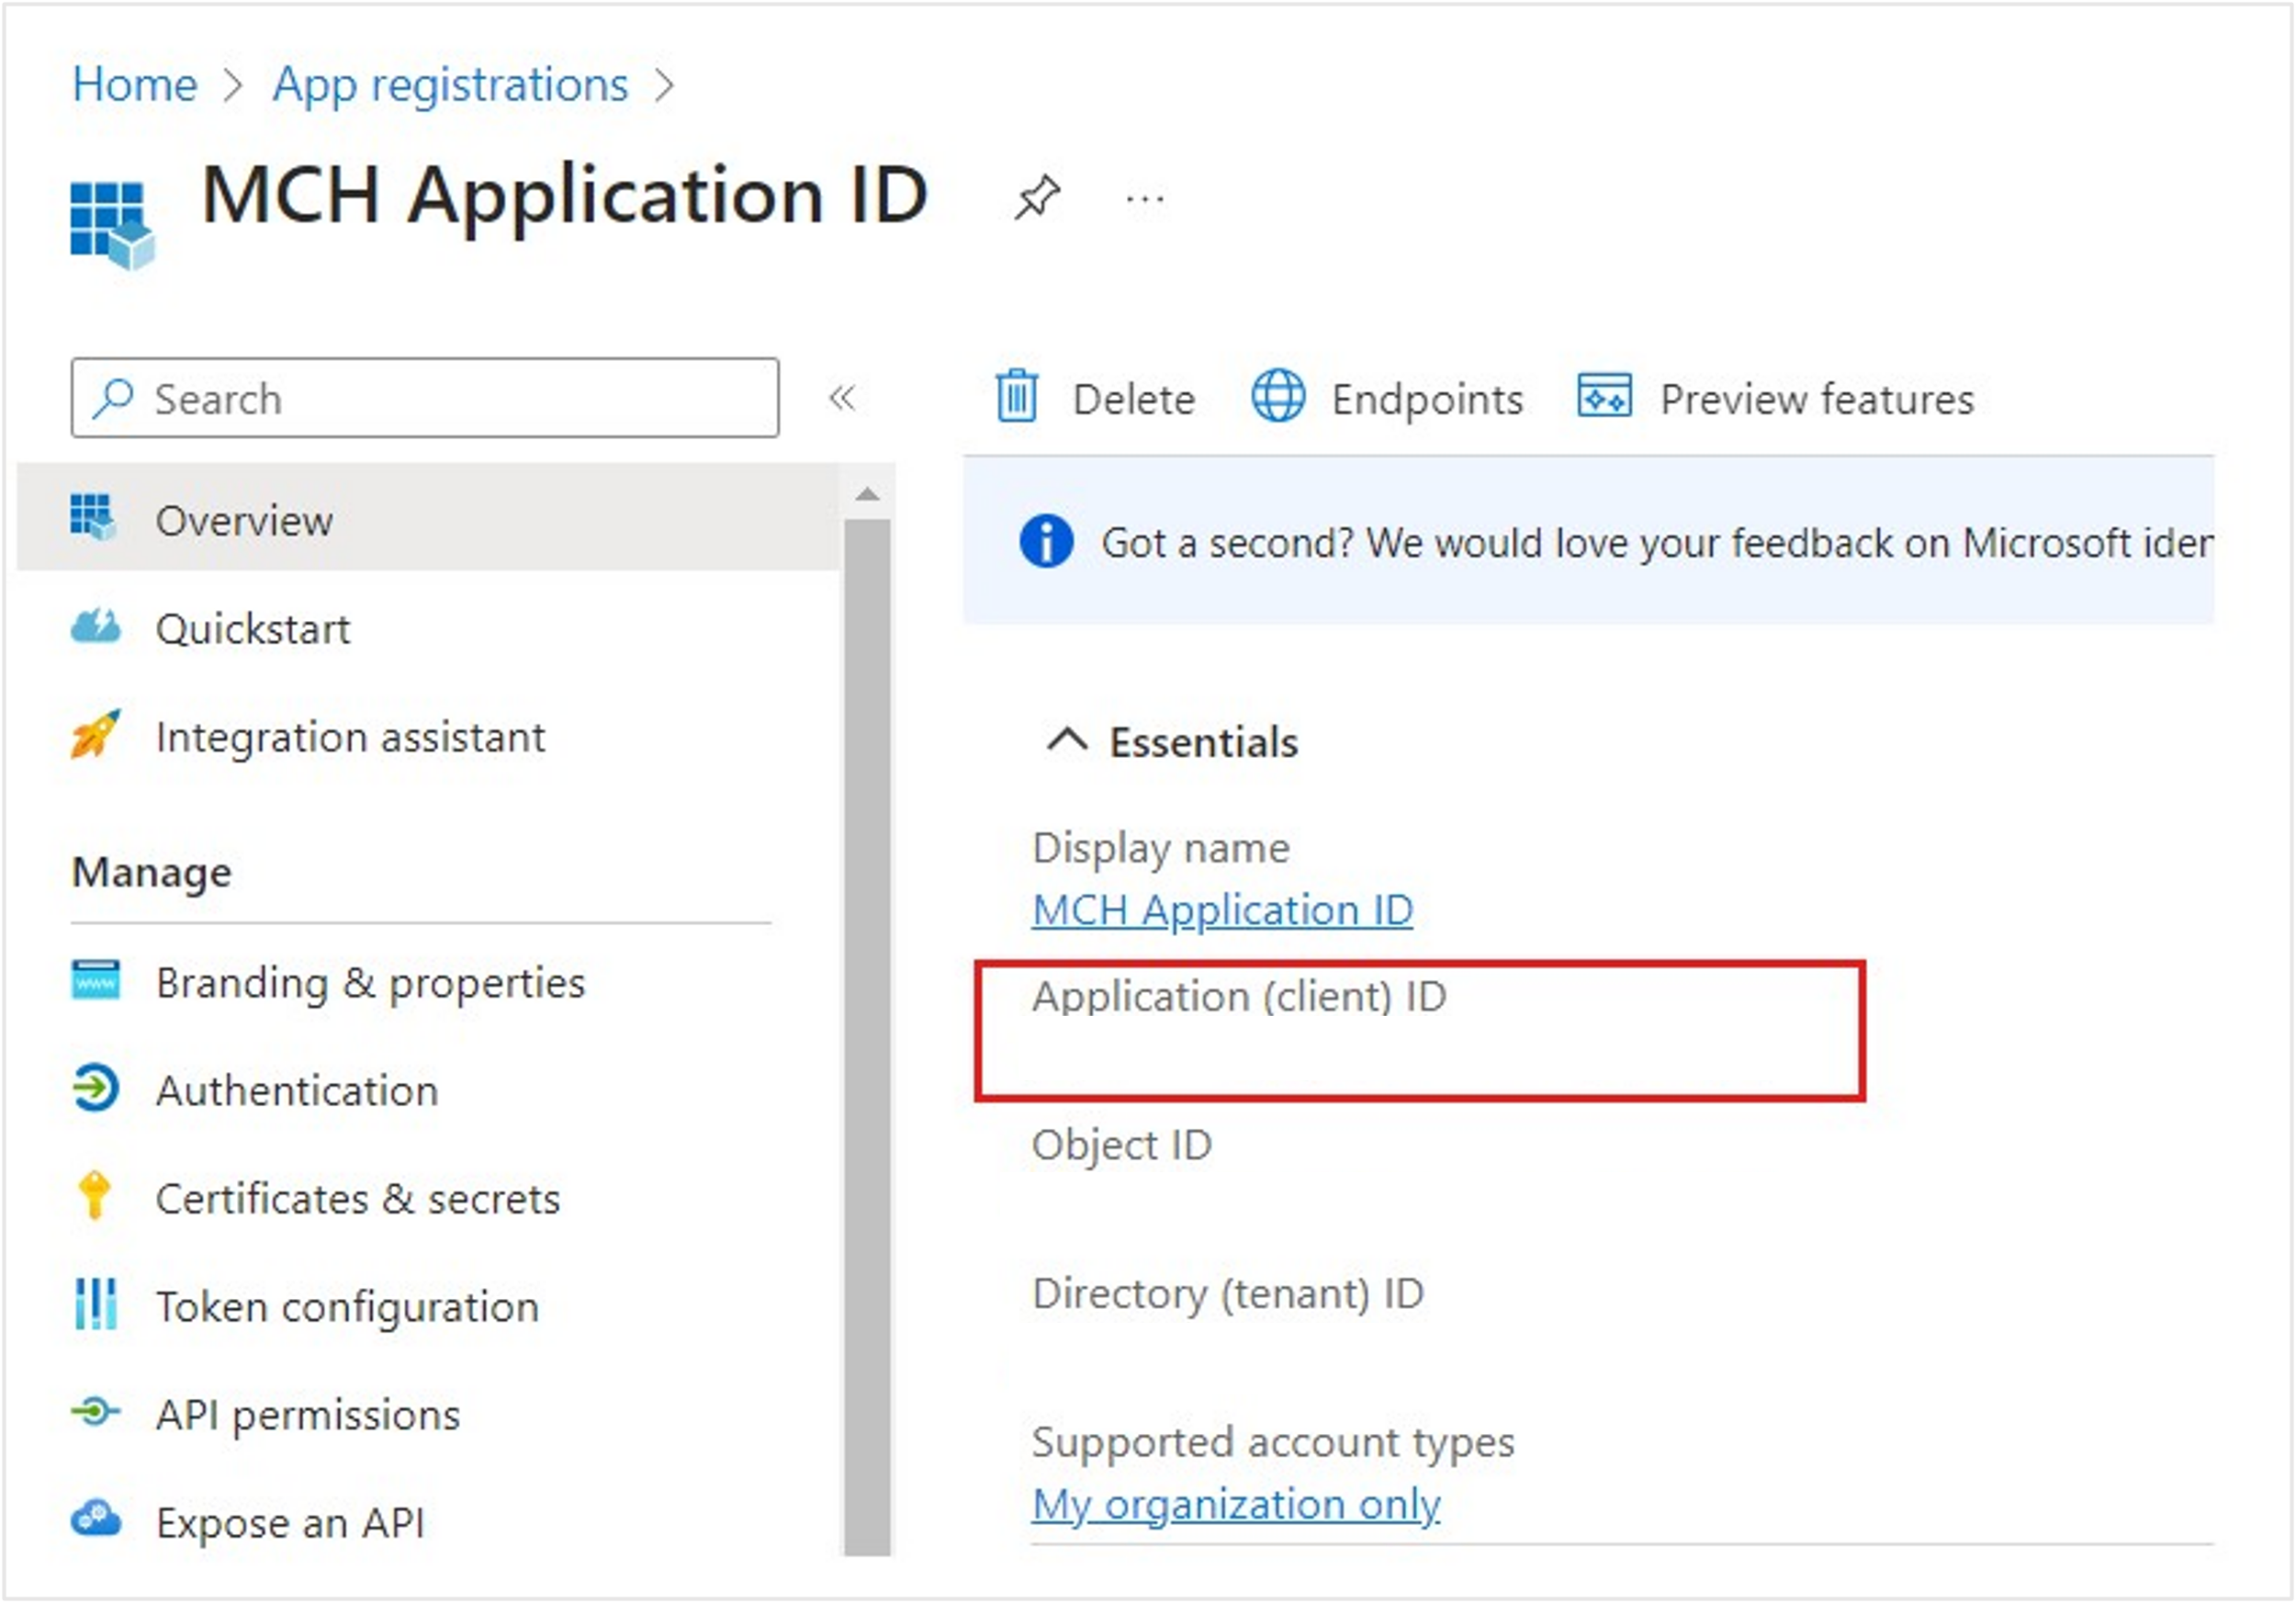 Home > App registrations >
MCH Application ID
...
Search
«
Overview
Quickstart
Integration assistant
Manage
Branding & properties
Authentication
Certificates & secrets
Token configuration
API permissions
Expose an API
Delete
Endpoints
Preview features
Got a second? We would love your feedback on Microsoft iden
Essentials
Display name
MCH Application ID
Application (client) ID
Object ID
Directory (tenant) ID
Supported account types
My organization only